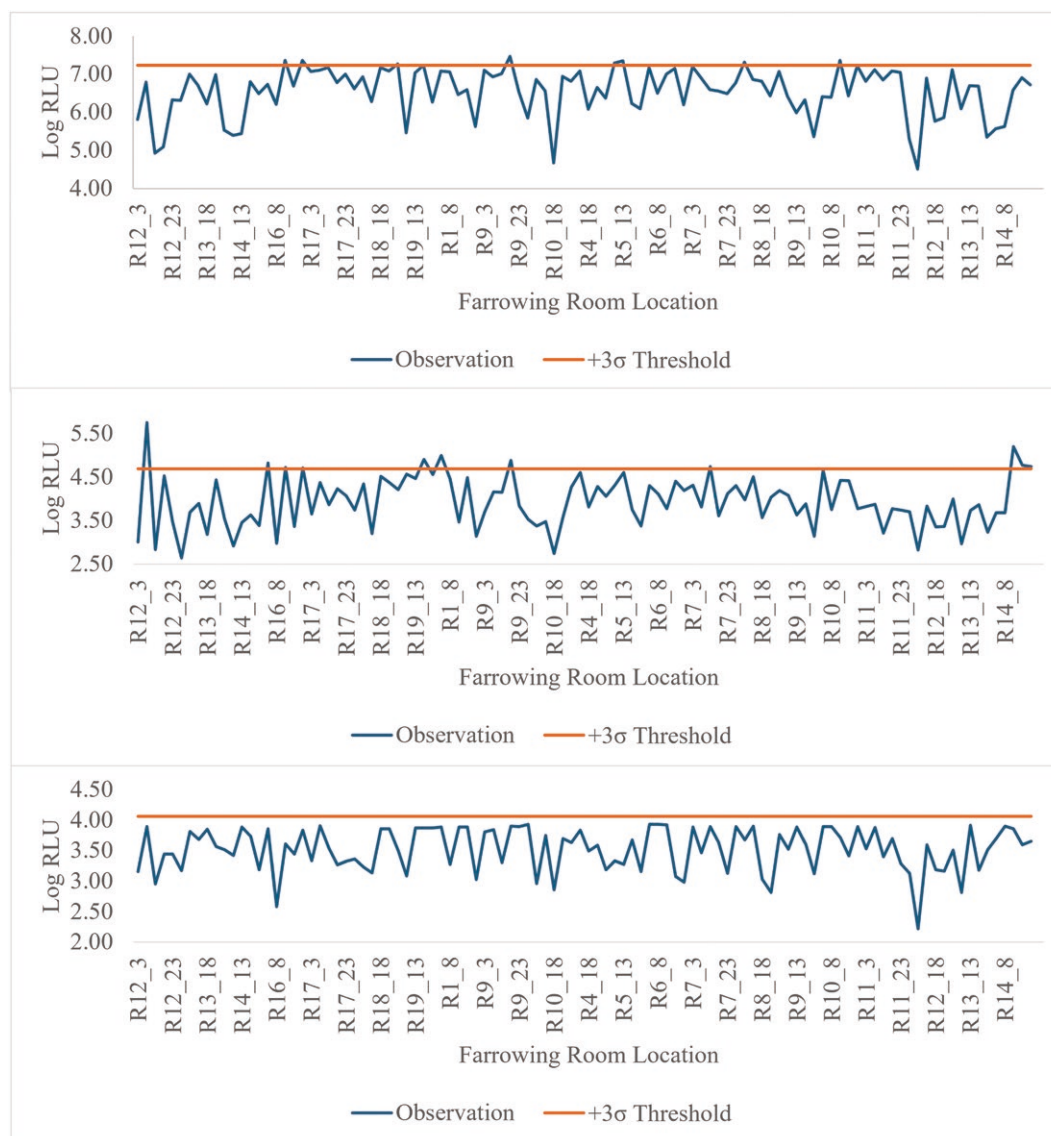 8.00
7.00
6.00
5.00
4.00
Log RLU
R12_3
R12_23
R13_18
R14_13
R16_8
R17_3
R17_23
R18_18
R19_13
R1_8
R9_3
R9_23
R10_18
R4_18
R5_13
R6_8
R7_3
R7_23
R8_18
R9_13
R10_8
R11_3
R11_23
R12_18
R13_13
R14_8
Farrowing Room Location
Observation +3σ Threshold
5.50
4.50
3.50
2.50
Log RLU
R12_3
R12_23
R13_18
R14_13
R16_8
R17_3
R17_23
R18_18
R19_13
R1_8
R9_3
R9_23
R10_18
R4_18
R5_13
R6_8
R7_3
R7_23
R8_18
R9_13
R10_8
R11_3
R11_23
R12_18
R13_13
R14_8
Farrowing Room Location
Observation +3σ Threshold
4.50
4.00
3.50
3.00
2.50
2.00
Log RLU
R12_3
R12_23
R13_18
R14_13
R16_8
R17_3
R17_23
R18_18
R19_13
R1_8
R9_3
R9_23
R10_18
R4_18
R5_13
R6_8
R7_3
R7_23
R8_18
R9_13
R10_8
R11_3
R11_23
R12_18
R13_13
R14_8
Farrowing Room Location
Observation +3σ Threshold